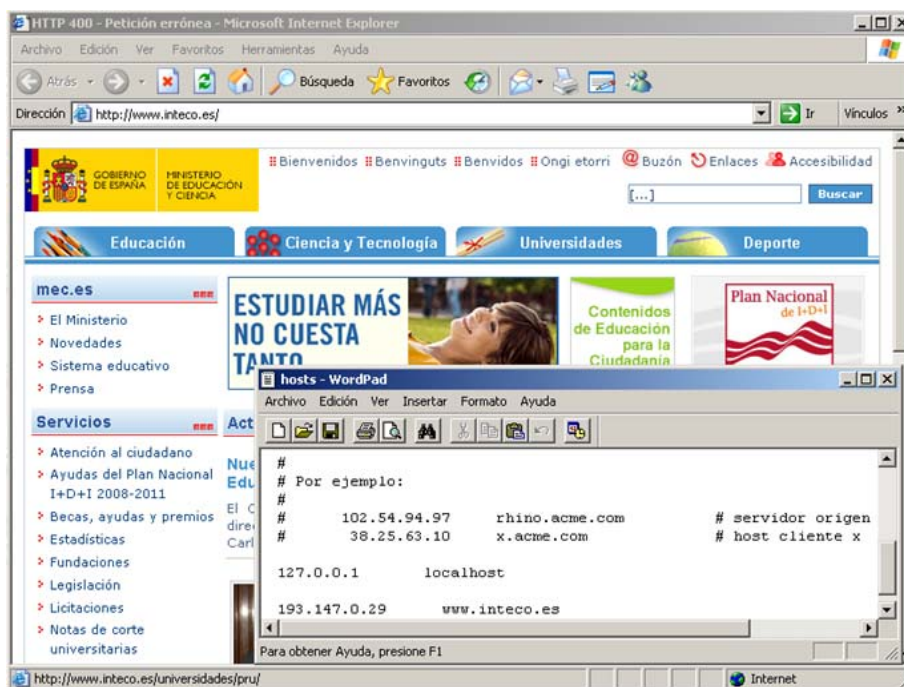 HTTP 400 - Petición errónea - Microsoft Internet Explorer
Archivo Edición Ver Favoritos Herramientas Ayuda
Atrás Búsqueda Favoritos
Dirección http://www.inteco.es/ Ir Vínculos »
GOBIERNO DE ESPAÑA
MINISTERIO DE EDUCACIÓN Y CIENCIA
Bienvenidos Benvinguts Benvidos Ongi etorri Buzón Enlaces Accesibilidad
[...] Buscar
Educación Ciencia y Tecnología Universidades Deporte
mec.es
El Ministerio
Novedades
Sistema educativo
Prensa
ESTUDIAR MÁS
NO CUESTA
TANTO
Contenidos
de Educación
para la
Ciudadanía
Plan Nacional
de I+D+I
Servicios
Atención al ciudadano
Ayudas del Plan Nacional
I+D+I 2008-2011
Becas, ayudas y premios
Estadísticas
Fundaciones
Legislación
Licitaciones
Notas de corte
universitarias
Act
Nue
Edu
El C
dire
Carl
hosts - WordPad
Archivo Edición Ver Insertar Formato Ayuda
#
# Por ejemplo:
#
# 102.54.94.97 rhino.acme.com # servidor origen
# 38.25.63.10 x.acme.com # host cliente x
127.0.0.1 localhost
193.147.0.29 www.inteco.es
Para obtener Ayuda, presione F1
http://www.inteco.es/universidades/pru/ Internet